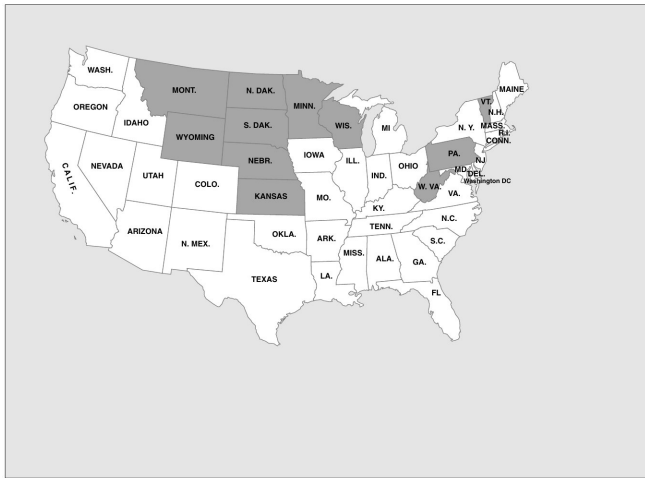 WASH.
MAINE
MONT.
N. DAK.
MINN.
VT.
OREGON
N.H.
IDAHO
S. DAK.
WIS.
MI
N. Y.
MASS.
R.I.
WYOMING
CONN.
IOWA
NEBR.
PA.
NJ
NEVADA
ILL.
IND.
OHIO
MD.
DEL.
UTAH
COLO.
Washington DC
CALIF.
KANSAS
MO.
W. VA.
VA.
KY.
N.C.
ARIZONA
OKLA.
TENN.
N. MEX.
ARK.
S.C.
MISS.
ALA.
GA.
TEXAS
LA.
FL